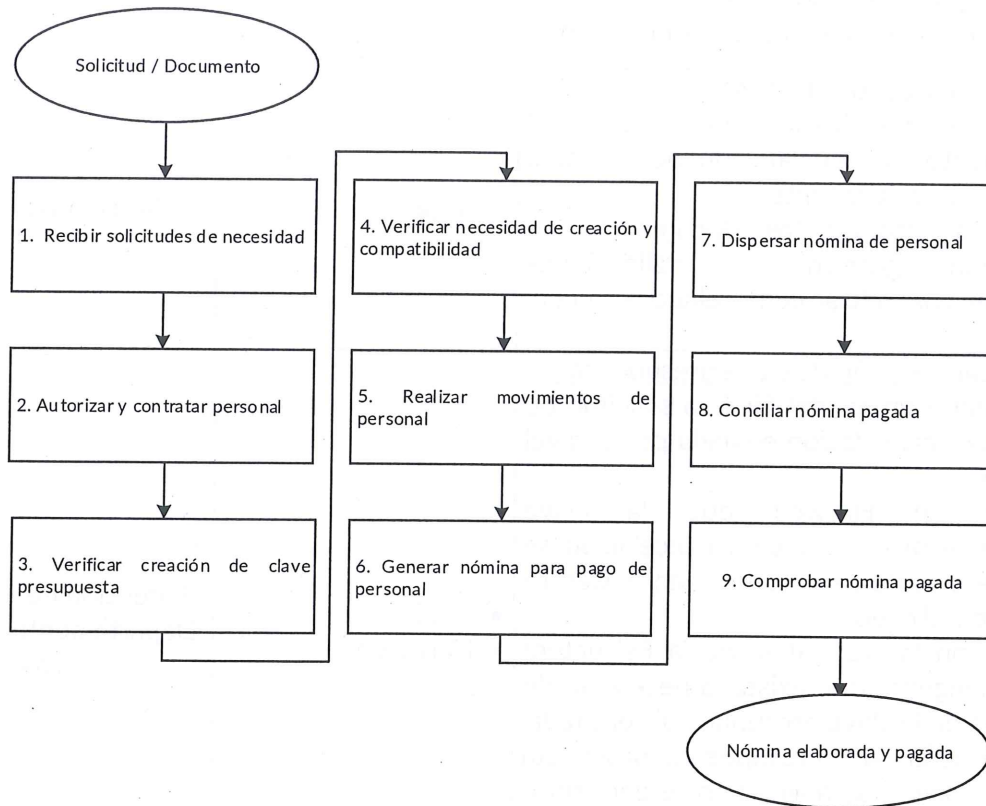 Solicitud / Documento
1. Recibir solicitudes de necesidad
2. Autorizar y contratar personal
3. Verificar creación de clave
presupuesta
4. Verificar necesidad de creación y
compatibilidad
5. Realizar movimientos de
personal
6. Generar nómina para pago de
personal
7. Dispersar nómina de personal
8. Conciliar nómina pagada
9. Comprobar nómina pagada
Nómina elaborada y pagada